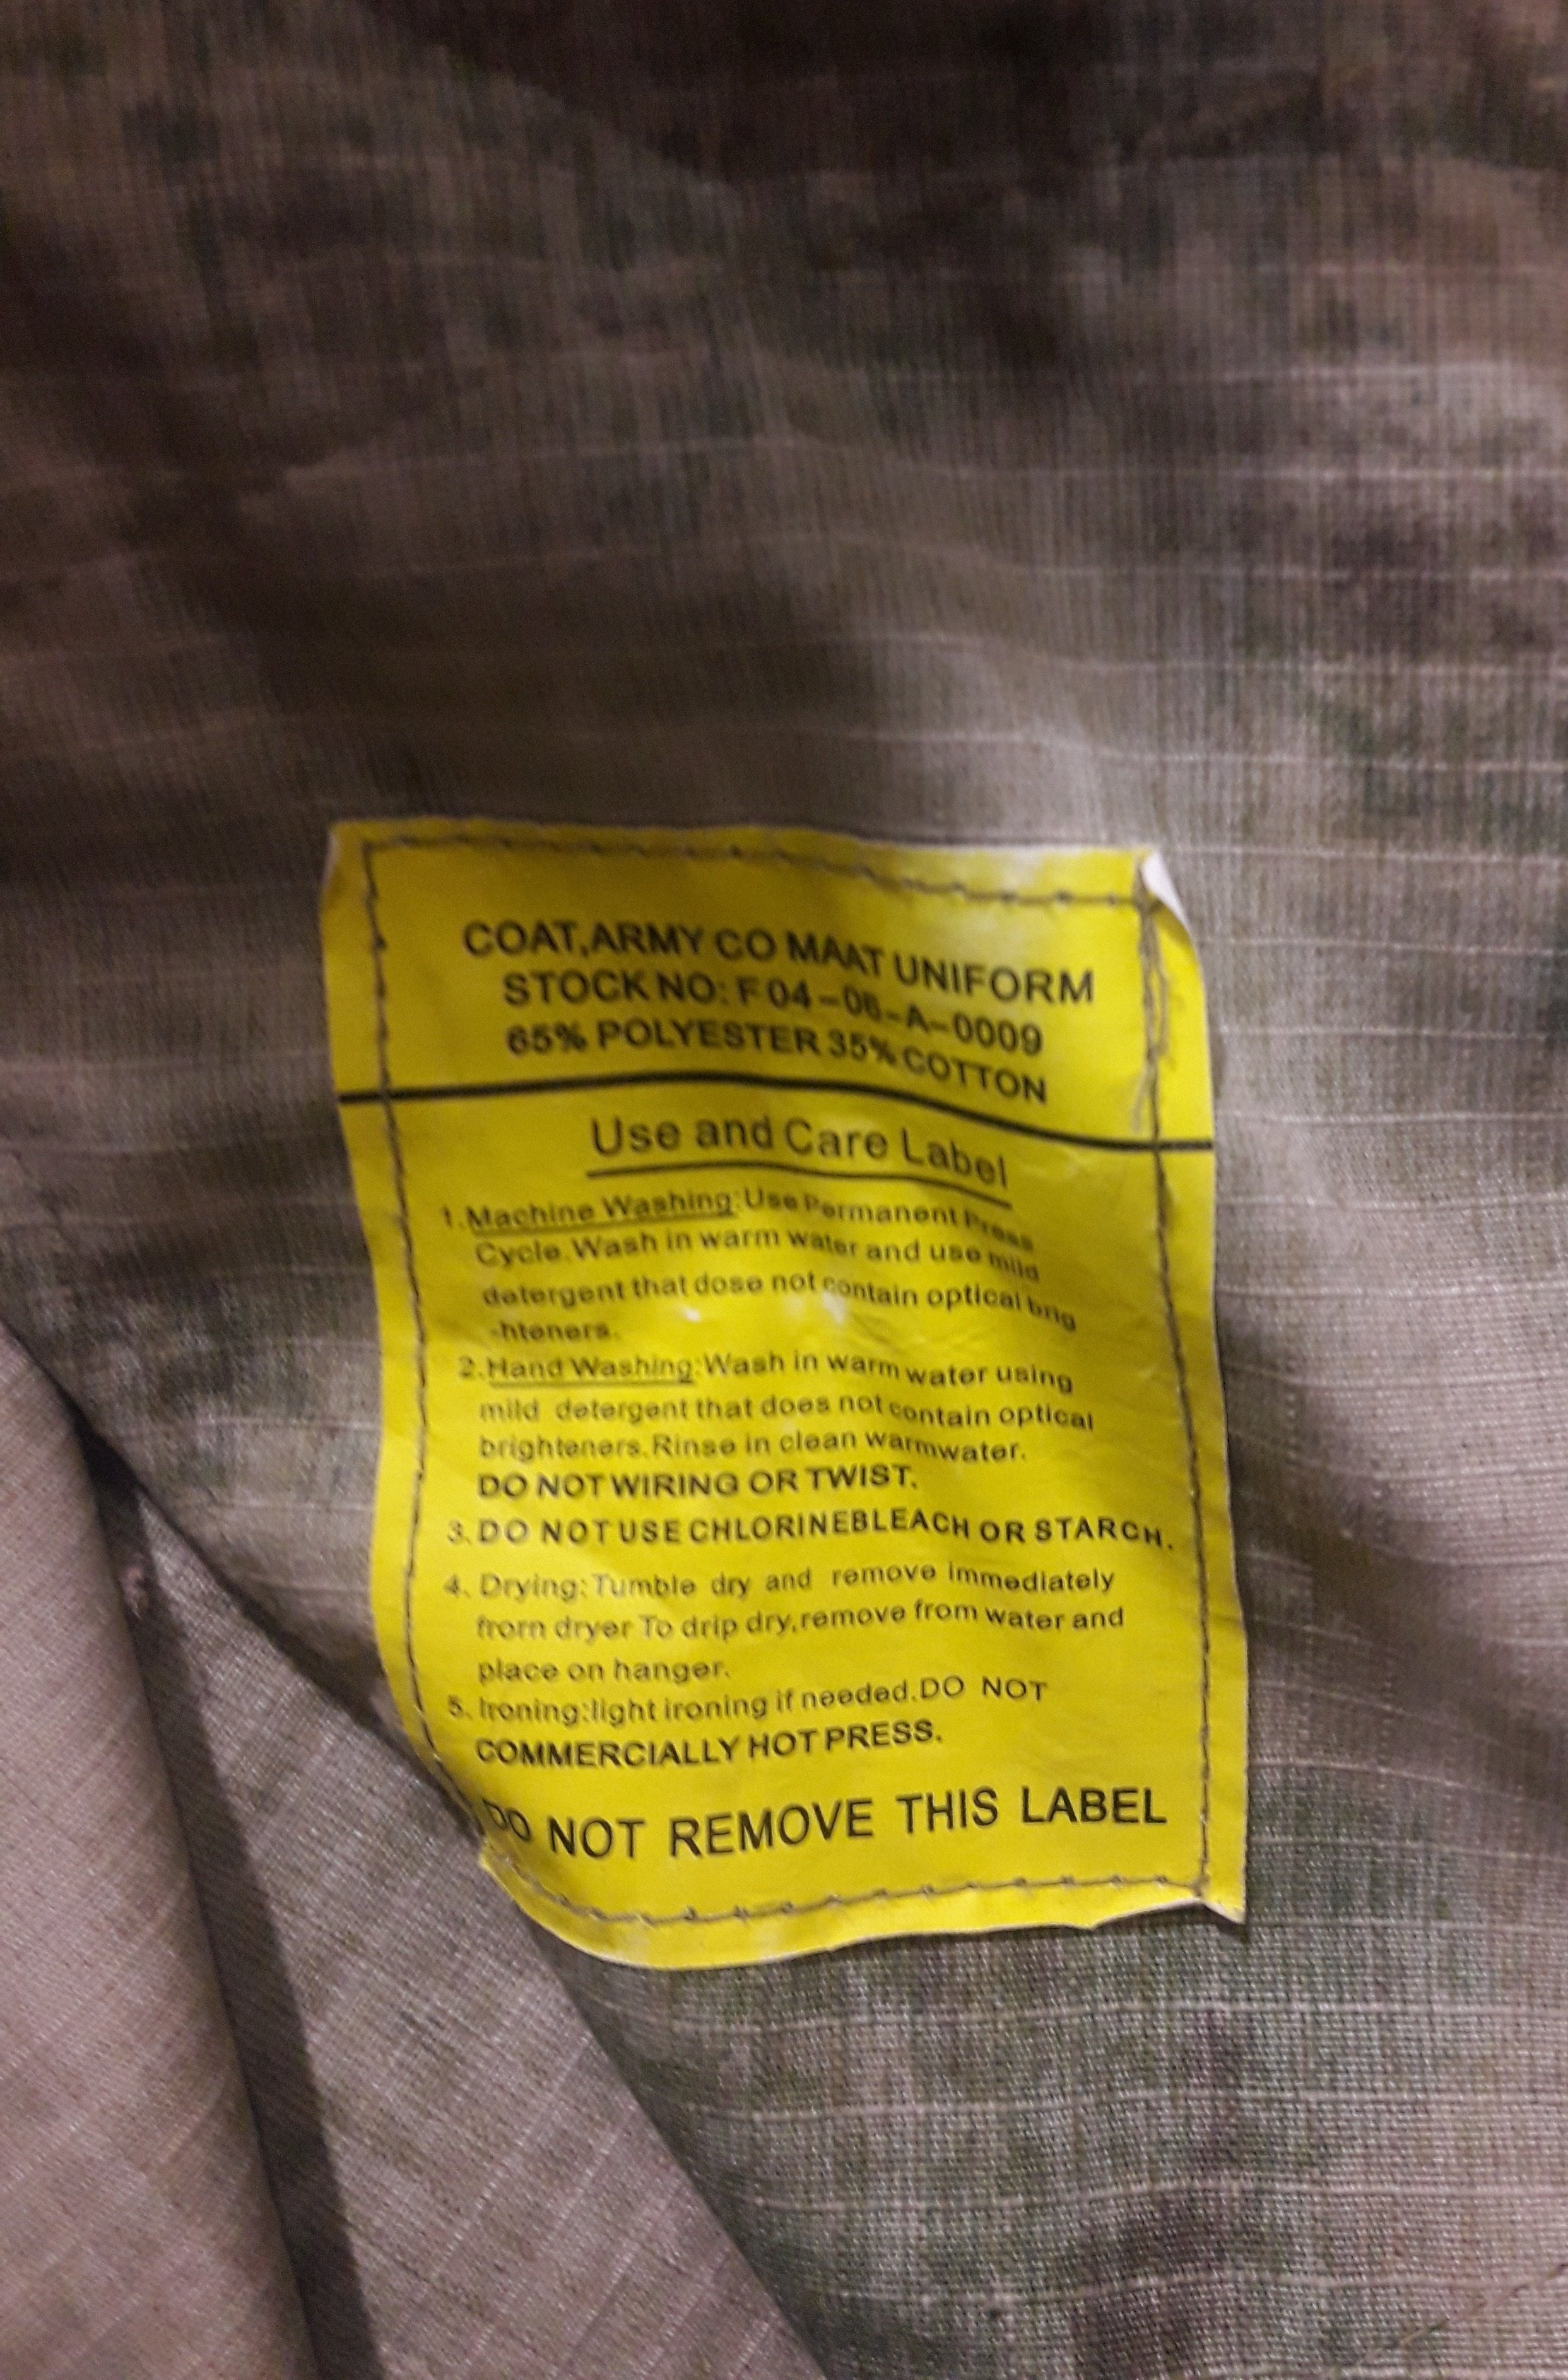 COAT,ARMY CO MAAT UNIFORM
STOCK NO: F04-06-A-0009
65% POLYESTER 35% COTTON
Use and Care Label
1.Machine Washing:Use Permanent Press
Cycle.Wash in warm water and use mild
detergent that dose not contain optical brig
-hteners.
2.Hand Washing:Wash in warm water using
mild detergent that does not contain optical
brighteners.Rinse in clean warmwater.
DO NOT WIRING OR TWIST.
3.DO NOT USE CHLORINEBLEACH OR STARCH.
4. Drying:Tumble dry and remove immediately
from dryer To drip dry,remove from water and
place on hanger.
5. Ironing:light ironing if needed.DO NOT
COMMERCIALLY HOT PRESS.
DO NOT REMOVE THIS LABEL